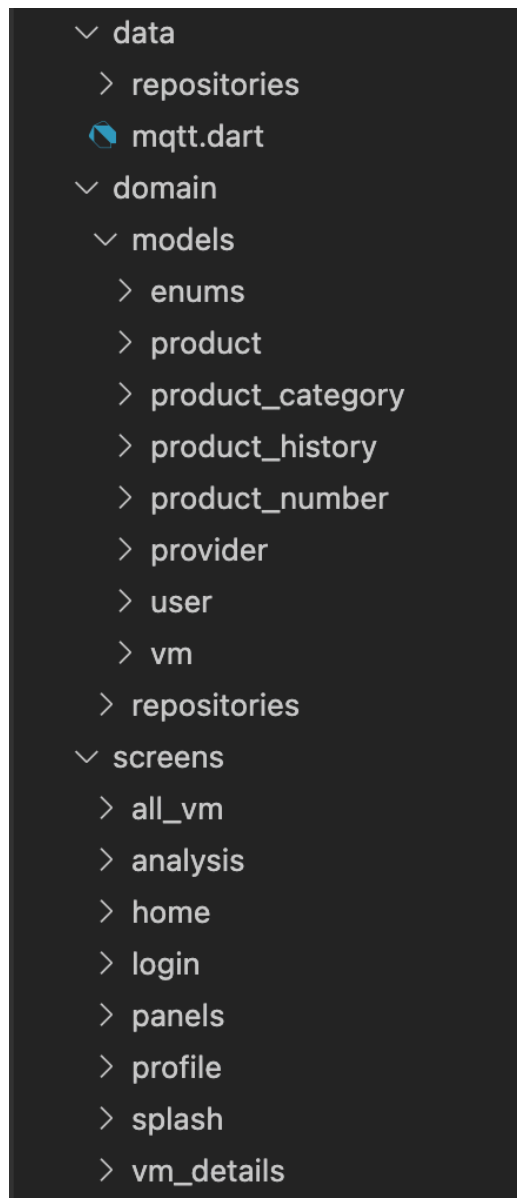 data
repositories
mqtt.dart
domain
models
enums
product
product_category
product_history
product_number
provider
user
vm
repositories
screens
all_vm
analysis
home
login
panels
profile
splash
vm_details